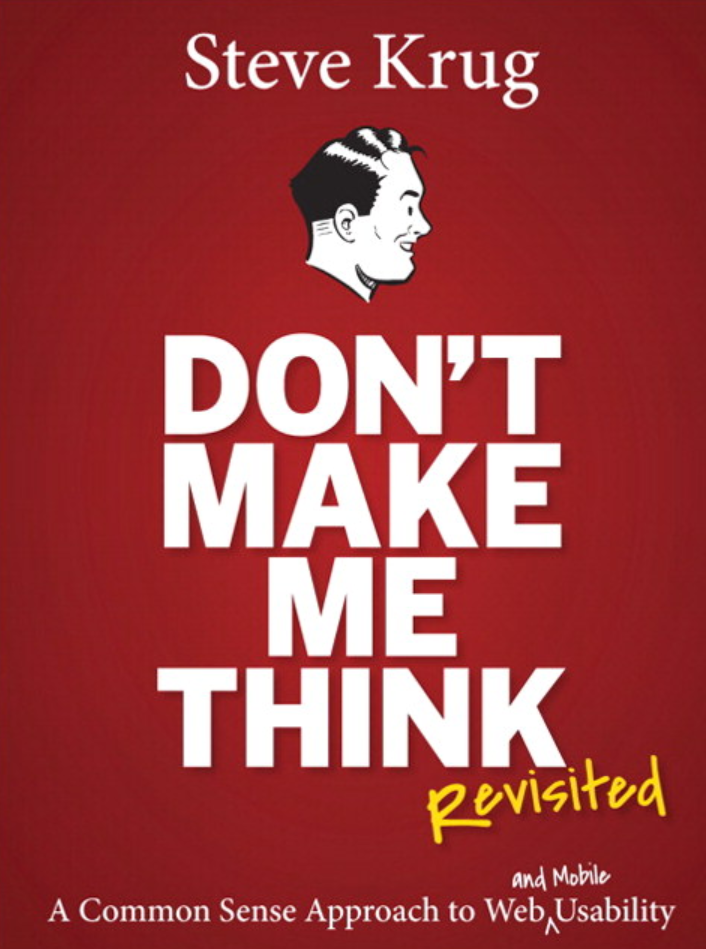 Steve Krug
DON'T
MAKE
ME
THINK
Revisited
and Mobile
A Common Sense Approach to Web Usability